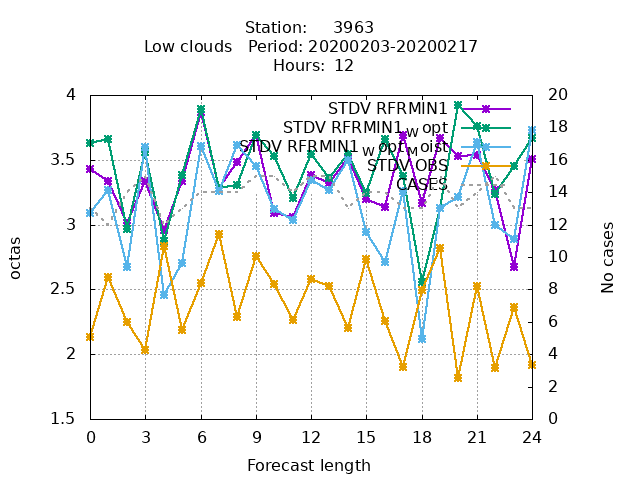 Station: 3963
Low clouds Period: 20200203-20200217
Hours: 12
4
3.5
3
2.5
2
1.5
octas
20
18
16
14
12
10
8
6
4
2
0
No cases
STDV RFRMIN1
STDV RFRMIN1_W opt
STDV RFRMIN1_W opt_M oist
STDV OBS
CASES
0 3 6 9 12 15 18 21 24
Forecast length